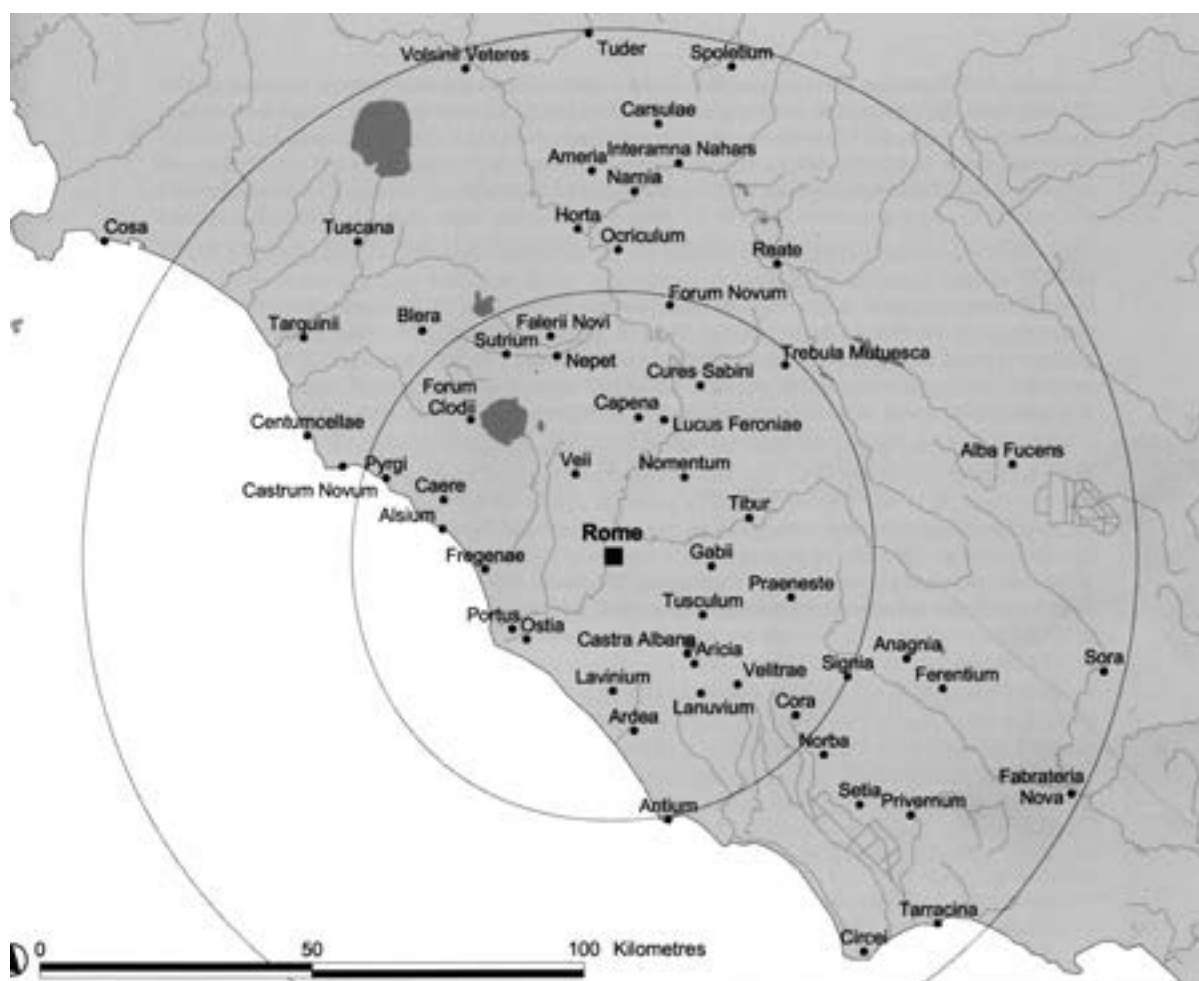 Volsinil Veteres
Tuder
Spoletium
Carsulae
Ameria
Interamna Nahars
Narnia
Cosa
Tuscana
Horta
Ocriculum
Reate
Forum Novum
Tarquinii
Blera
Falerii Novi
Sutrium
Nepet
Trebula Mutuesca
Cures Sabini
Forum
Clodii
Capena
Lucus Feroniae
Centumcellae
Alba Fucens
Pyrgi
Veii
Nomentum
Castrum Novum
Caere
Alsium
Tibur
Rome
Fregenae
Gabii
Praeneste
Tusculum
Portus
Ostia
Castra Albana
Aricia
Anagnia
Sora
Lavinium
Velitrae
Signia
Ferentium
Lanuvium
Cora
Ardea
Norba
Fabrateria
Nova
Antium
Setia
Privernum
Tarracina
Circei
0 50 100 Kilometres